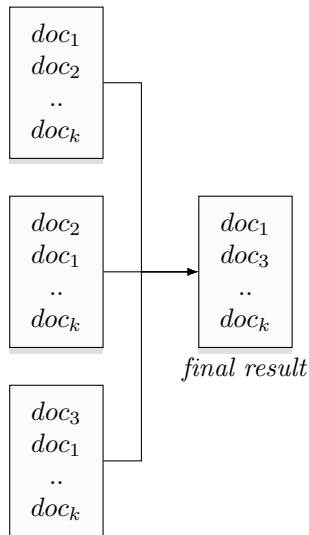 doc₁
doc₂
..
docₖ
doc₂
doc₁
..
docₖ
doc₃
doc₁
..
docₖ
doc₁
doc₃
..
docₖ
final result